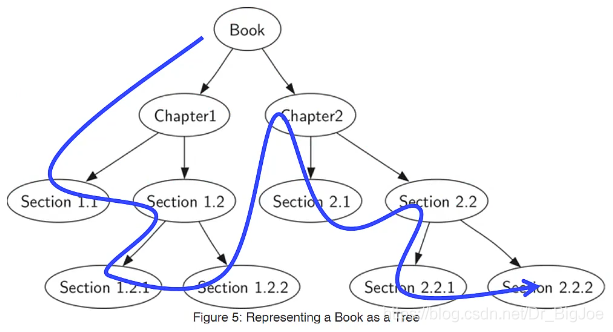 Book
Chapter1 Chapter2
Section 1.1 Section 1.2 Section 2.1 Section 2.2
Section 1.2.1 Section 1.2.2 Section 2.2.1 Section 2.2.2
https://blog.csdn.net/Dr_BigJoe
Figure 5: Representing a Book as a Tree